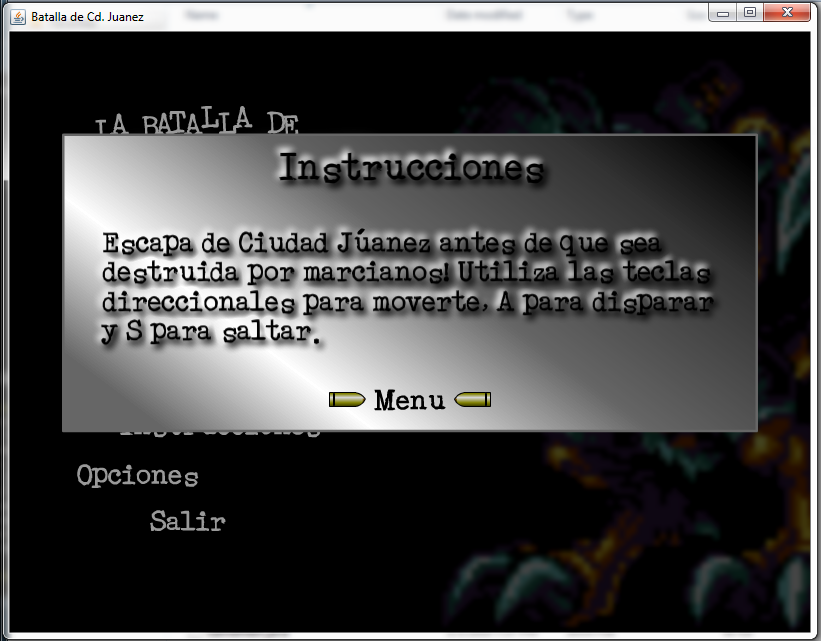 Batalla de Cd. Juanez
LA BATALLA DE
Instrucciones
Escapa de Ciudad Júanez antes de que sea
destruida por marcianos! Utiliza las teclas
direccionales para moverte, A para disparar
y S para saltar.
Menu
Instrucciones
Opciones
Salir